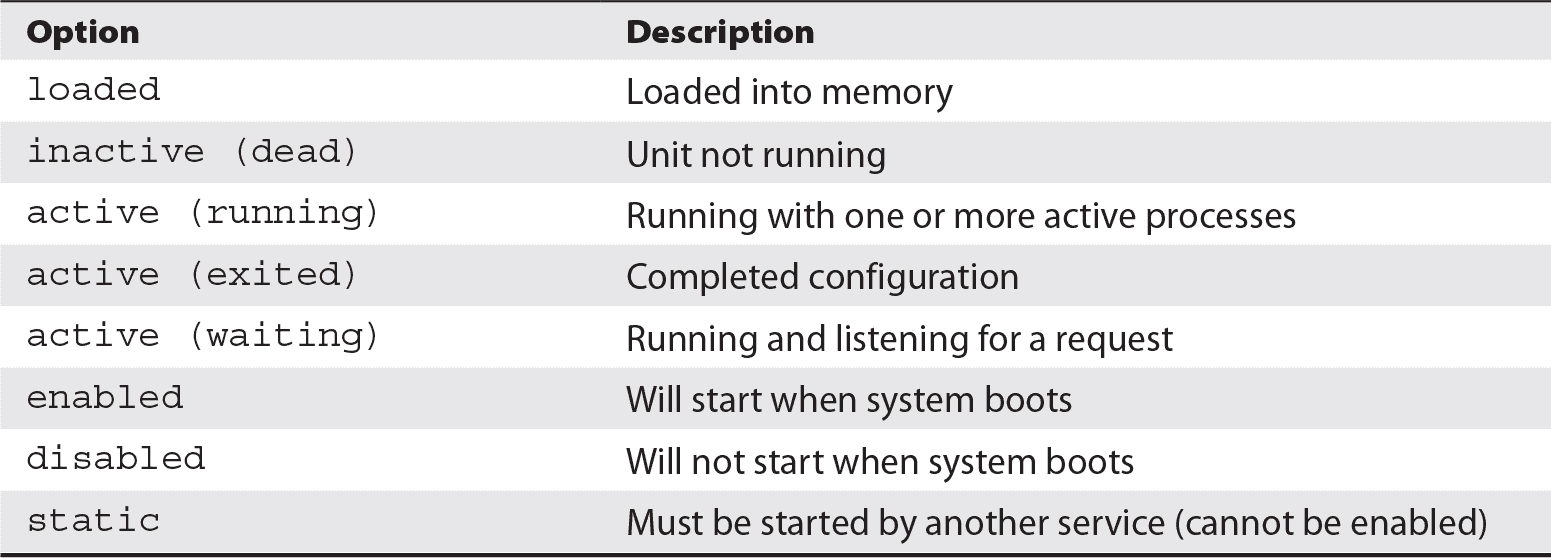 Option Description
loaded Loaded into memory
inactive (dead) Unit not running
active (running) Running with one or more active processes
active (exited) Completed configuration
active (waiting) Running and listening for a request
enabled Will start when system boots
disabled Will not start when system boots
static Must be started by another service (cannot be enabled)